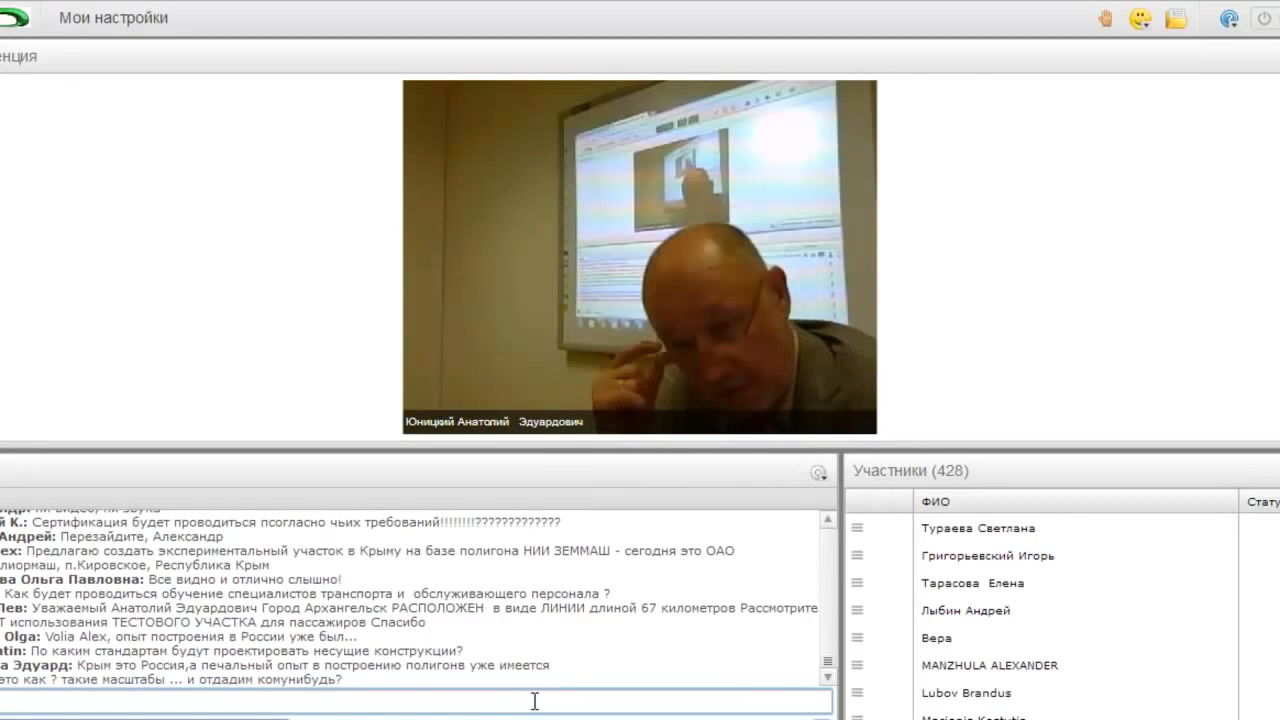 Мои настройки
енция
Юницкий Анатолий Эдуардович
Участники (428)
ФИО
Стату
й К.: Сертификация будет проводиться псогласно чьих требований!!!!!!!!?????????????
Андрей: Перезайдите, Александр
ex: Предлагаю создать экспериментальный участок в Крыму на базе полигона НИИ ЗЕММАШ - сегодня это ОАО
лиормаш, п.Кировское, Республика Крым
ва Ольга Павловна: Все видно и отлично слышно!
Как будет проводиться обучение специалистов транспорта и обслуживающего персонала ?
Лев: Уважаемый Анатолий Эдуардович Город Архангельск РАСПОЛОЖЕН в виде ЛИНИИ длиной 67 километров Рассмотрите
Т использования ТЕСТОВОГО УЧАСТКА для пассажиров Спасибо
Olga: Volia Alex, опыт построения в России уже был...
ntin: По каким стандартам будут проектировать несущие конструкции?
а Эдуард: Крым это Россия,а печальный опыт в построению полигонв уже имеется
это как ? такие масштабы ... и отдадим комунибудь?
Тураева Светлана
Григорьевский Игорь
Тарасова Елена
Лыбин Андрей
Вера
MANZHULA ALEXANDER
Lubov Brandus